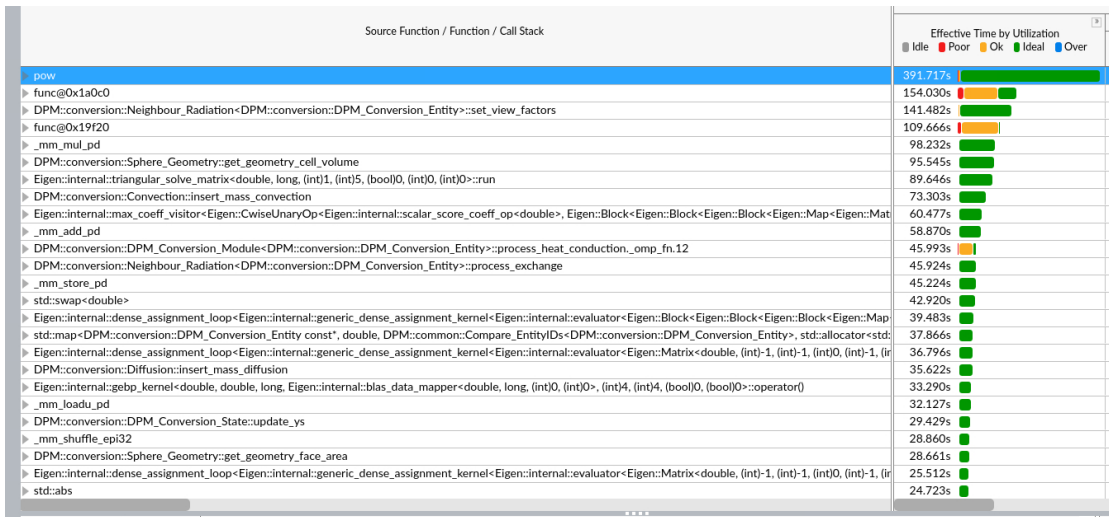 Source Function / Function / Call Stack
Effective Time by Utilization
Idle Poor Ok Ideal Over
pow 391.717s
func@0x1a0c0 154.030s
DPM::conversion::Neighbour_Radiation<DPM::conversion::DPM_Conversion_Entity>::set_view_factors 141.482s
func@0x19f20 109.666s
_mm_mul_pd 98.232s
DPM::conversion::Sphere_Geometry::get_geometry_cell_volume 95.545s
Eigen::internal::triangular_solve_matrix<double, long, (int)1, (int)5, (bool)0, (int)0, (int)0>::run 89.646s
DPM::conversion::Convection::insert_mass_convection 73.303s
Eigen::internal::max_coeff_visitor<Eigen::CwiseUnaryOp<Eigen::internal::scalar_score_coeff_op<double>, Eigen::Block<Eigen::Block<Eigen::Block<Eigen::Map<Eigen::Mat 60.477s
_mm_add_pd 58.870s
DPM::conversion::DPM_Conversion_Module<DPM::conversion::DPM_Conversion_Entity>::process_heat_conduction._omp_fn.12 45.993s
DPM::conversion::Neighbour_Radiation<DPM::conversion::DPM_Conversion_Entity>::process_exchange 45.924s
_mm_store_pd 45.224s
std::swap<double> 42.920s
Eigen::internal::dense_assignment_loop<Eigen::internal::generic_dense_assignment_kernel<Eigen::internal::evaluator<Eigen::Block<Eigen::Block<Eigen::Block<Eigen::Map 39.483s
std::map<DPM::conversion::DPM_Conversion_Entity const*, double, DPM::common::Compare_EntityIDs<DPM::conversion::DPM_Conversion_Entity>, std::allocator<std: 37.866s
Eigen::internal::dense_assignment_loop<Eigen::internal::generic_dense_assignment_kernel<Eigen::internal::evaluator<Eigen::Matrix<double, (int)-1, (int)-1, (int)0, (int)-1, (in 36.796s
DPM::conversion::Diffusion::insert_mass_diffusion 35.622s
Eigen::internal::gebp_kernel<double, double, long, Eigen::internal::blas_data_mapper<double, long, (int)0, (int)0>, (int)4, (int)4, (bool)0, (bool)0>::operator() 33.290s
_mm_loadu_pd 32.127s
DPM::conversion::DPM_Conversion_State::update_ys 29.429s
_mm_shuffle_epi32 28.860s
DPM::conversion::Sphere_Geometry::get_geometry_face_area 28.661s
Eigen::internal::dense_assignment_loop<Eigen::internal::generic_dense_assignment_kernel<Eigen::internal::evaluator<Eigen::Matrix<double, (int)-1, (int)-1, (int)0, (int)-1, (in 25.512s
std::abs 24.723s